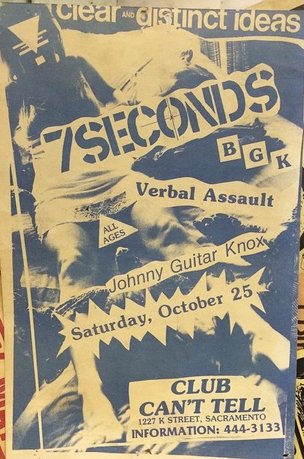 clear AND distinct ideas
7SECONDS
BGK
Verbal Assault
ALL
AGES
Johnny Guitar Knox
Saturday, October 25
CLUB
CAN'T TELL
1227 K STREET, SACRAMENTO
INFORMATION: 444-3133